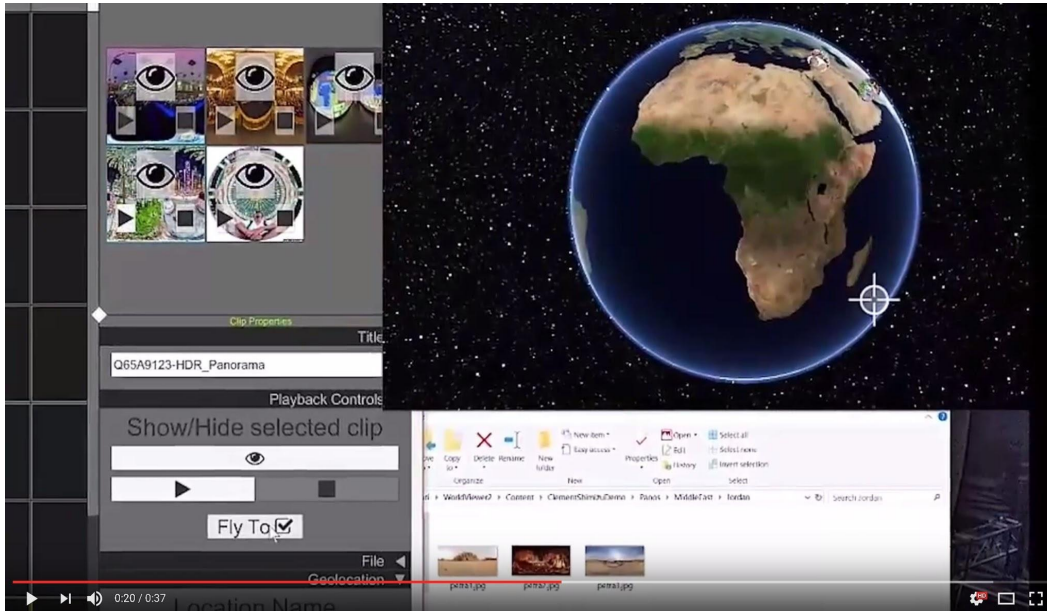 Clip Properties
Title
Q65A9123-HDR_Panorama
Playback Controls
Show/Hide selected clip
Fly To
File
Geolocation
Location Name
Copy to
Delete
Rename
New folder
New item
Easy access
Properties
Open
Edit
History
Select all
Select none
Invert selection
Organize
New
Open
Select
WorldViewer2 > Content > ClementShimizuDemo > Panos > MiddleEast > Jordan
Search Jordan
petra1.jpg
petra2.jpg
petra3.jpg
0:20 / 0:37
HD